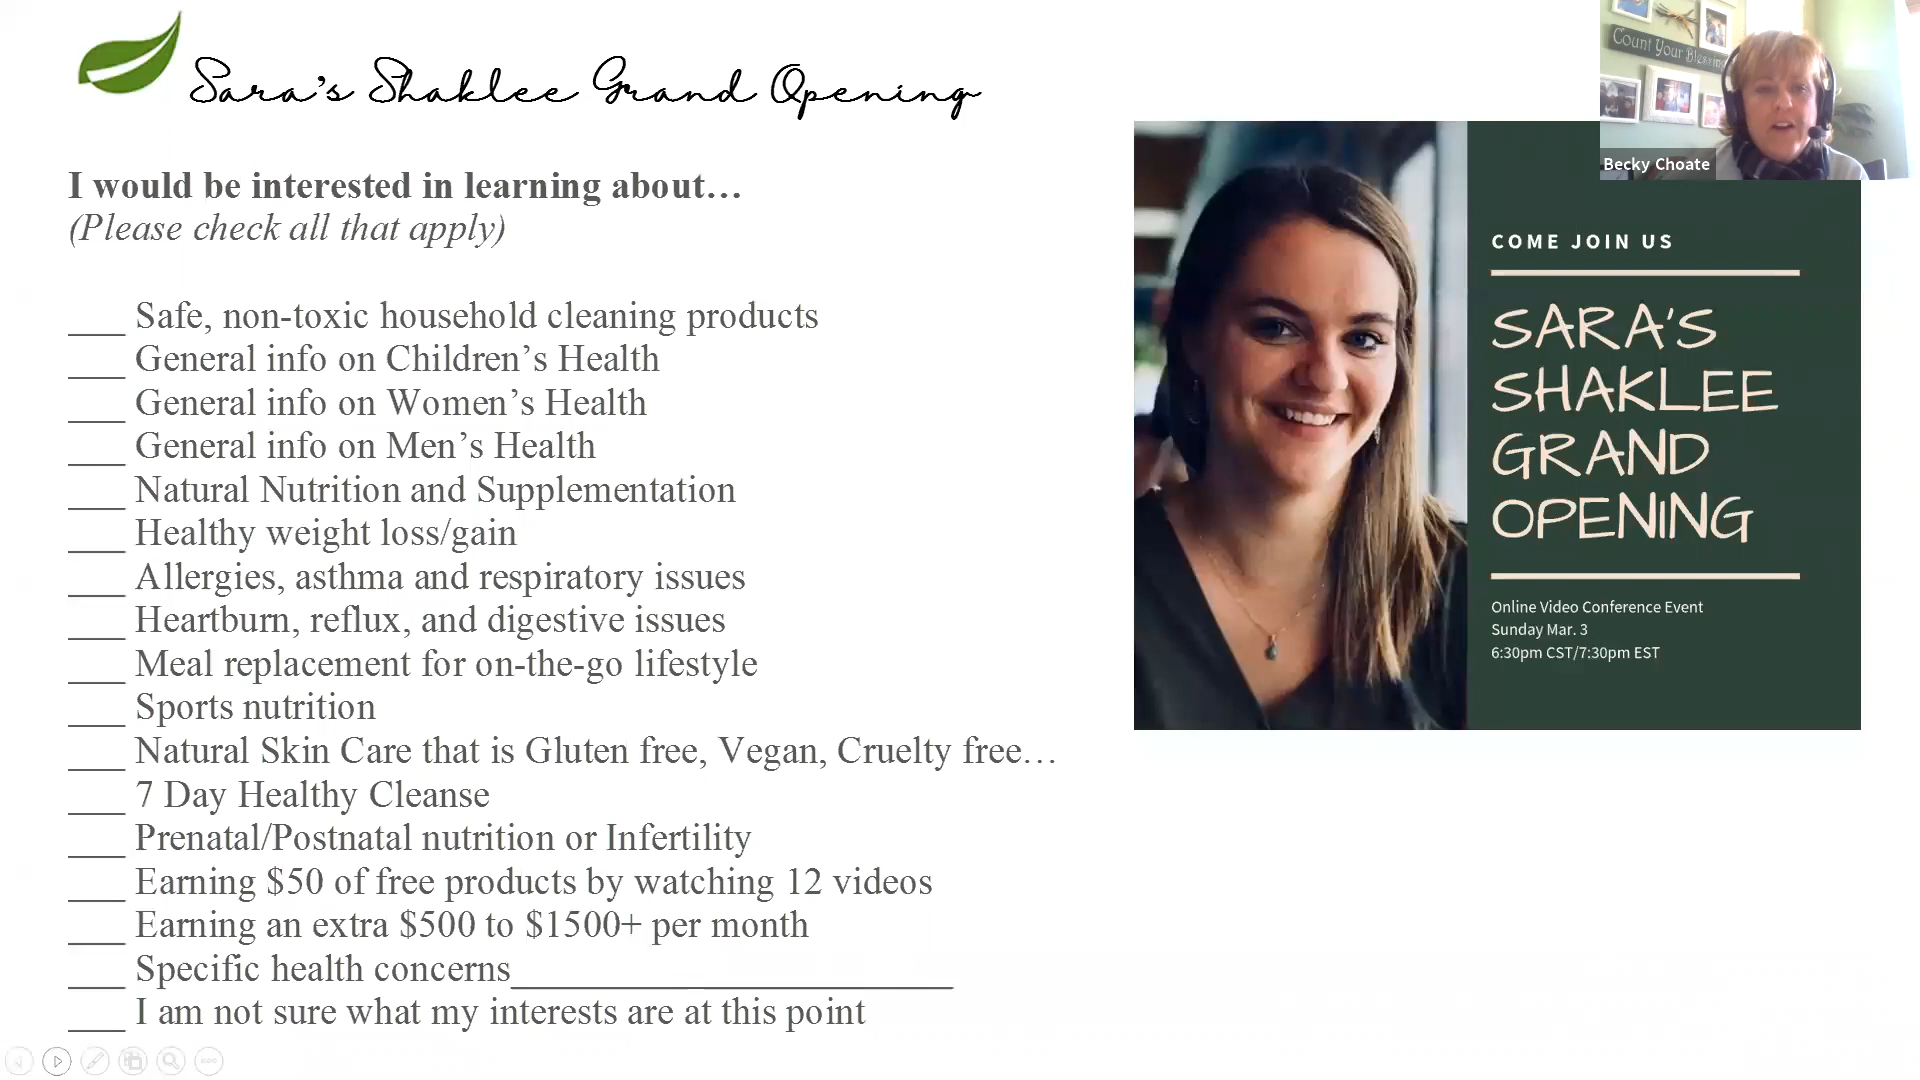 Sara's Shaklee Grand Opening
I would be interested in learning about…
(Please check all that apply)
___ Safe, non-toxic household cleaning products
___ General info on Children’s Health
___ General info on Women’s Health
___ General info on Men’s Health
___ Natural Nutrition and Supplementation
___ Healthy weight loss/gain
___ Allergies, asthma and respiratory issues
___ Heartburn, reflux, and digestive issues
___ Meal replacement for on-the-go lifestyle
___ Sports nutrition
___ Natural Skin Care that is Gluten free, Vegan, Cruelty free…
___ 7 Day Healthy Cleanse
___ Prenatal/Postnatal nutrition or Infertility
___ Earning $50 of free products by watching 12 videos
___ Earning an extra $500 to $1500+ per month
___ Specific health concerns_______________________
___ I am not sure what my interests are at this point
Count Your
Becky Choate
COME JOIN US
SARA'S
SHAKLEE
GRAND
OPENING
Online Video Conference Event
Sunday Mar. 3
6:30pm CST/7:30pm EST